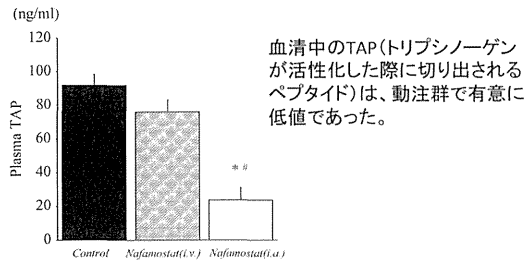 (ng/ml)
120
100
80
60
40
20
0
Plasma TAP
* #
Control Nafamostat(i.v.) Nafamostat(i.a.)
血清中のTAP(トリプシノーゲン
が活性化した際に切り出される
ペプタイド)は、動注群で有意に
低値であった。